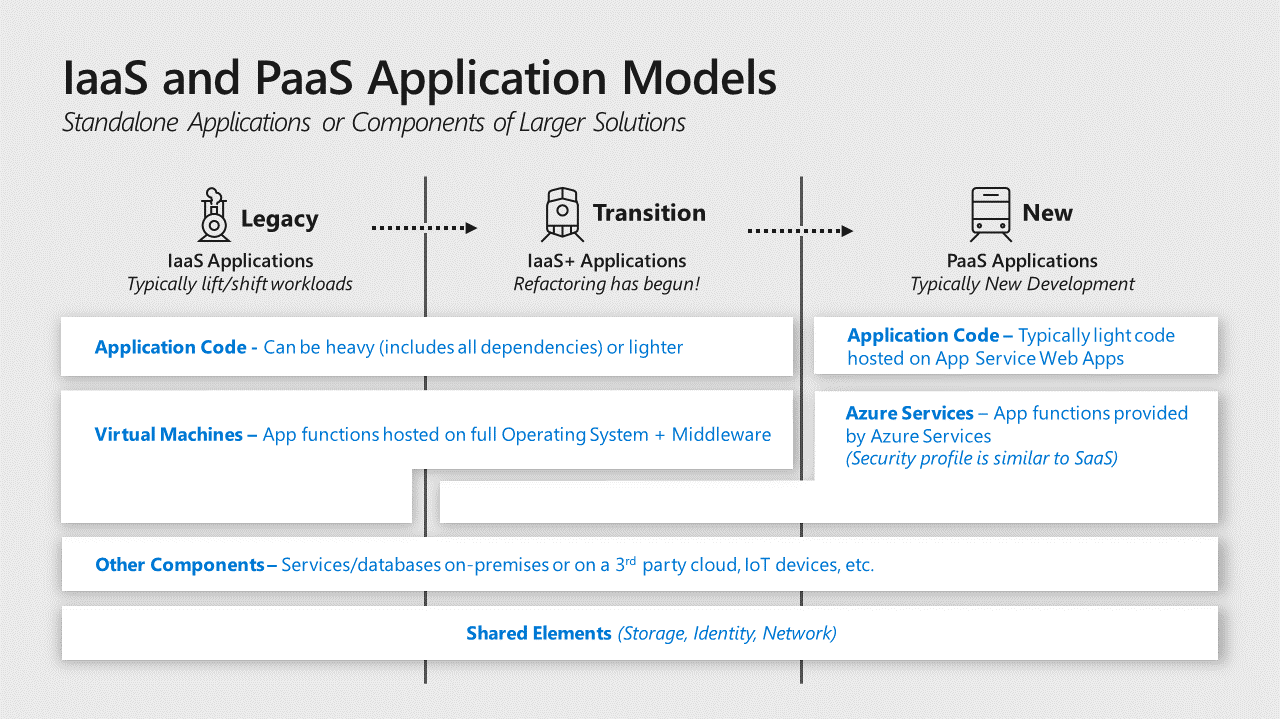 IaaS and PaaS Application Models
Standalone Applications or Components of Larger Solutions
Legacy
IaaS Applications
Typically lift/shift workloads
Transition
IaaS+ Applications
Refactoring has begun!
New
PaaS Applications
Typically New Development
Application Code - Can be heavy (includes all dependencies) or lighter
Application Code – Typically light code
hosted on App Service Web Apps
Virtual Machines – App functions hosted on full Operating System + Middleware
Azure Services – App functions provided
by Azure Services
(Security profile is similar to SaaS)
Other Components – Services/databases on-premises or on a 3rd party cloud, IoT devices, etc.
Shared Elements (Storage, Identity, Network)